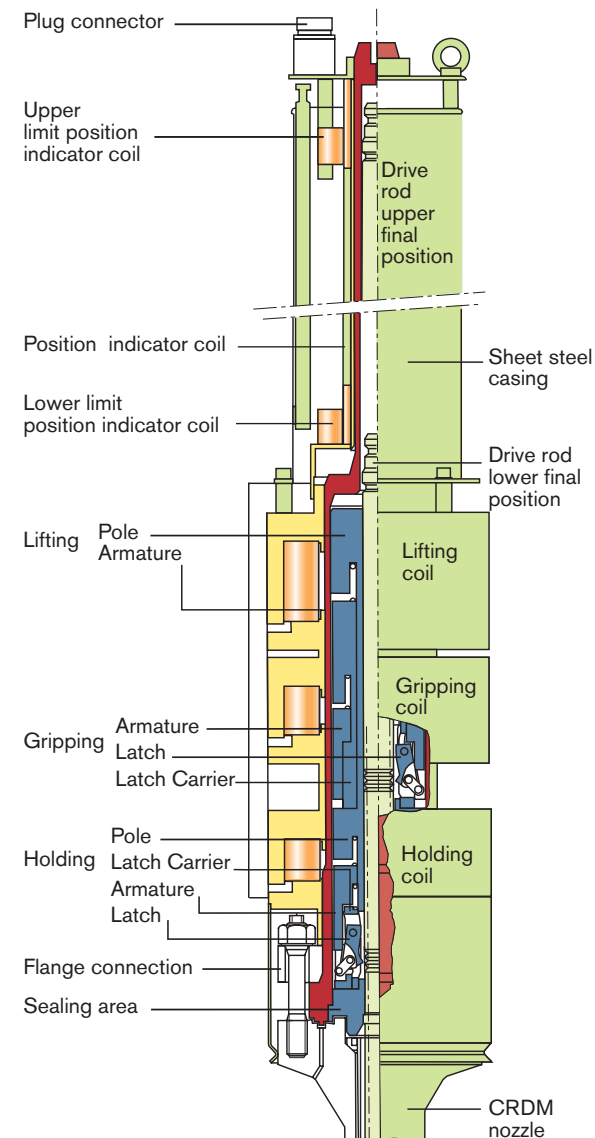 Plug connector
Upper
limit position
indicator coil
Drive
rod
upper
final
position
Position indicator coil
Sheet steel
casing
Lower limit
position indicator coil
Drive rod
lower final
position
Lifting
Pole
Armature
Lifting
coil
Gripping
coil
Gripping
Armature
Latch
Latch Carrier
Holding
Pole
Latch Carrier
Armature
Latch
Holding
coil
Flange connection
Sealing area
CRDM
nozzle